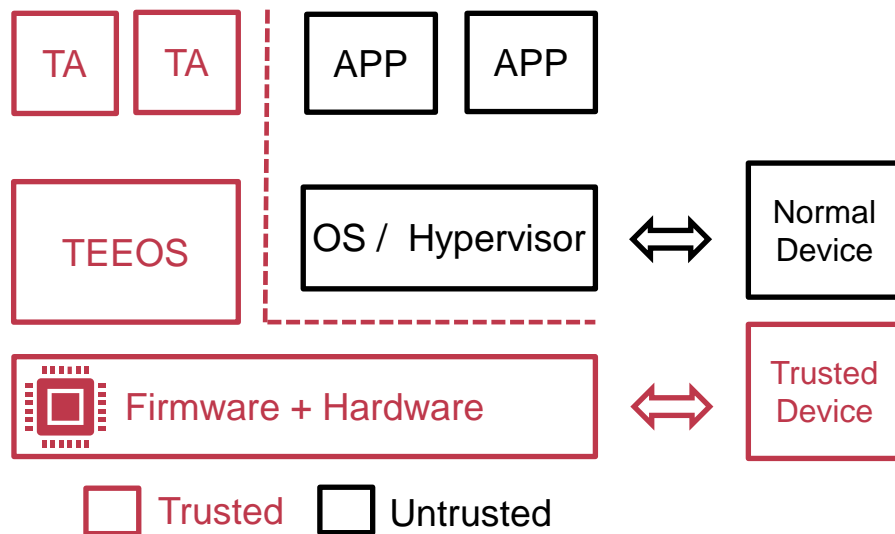 TA TA APP APP
TEEOS OS / Hypervisor Normal
Device
Firmware + Hardware Trusted
Device
Trusted Untrusted